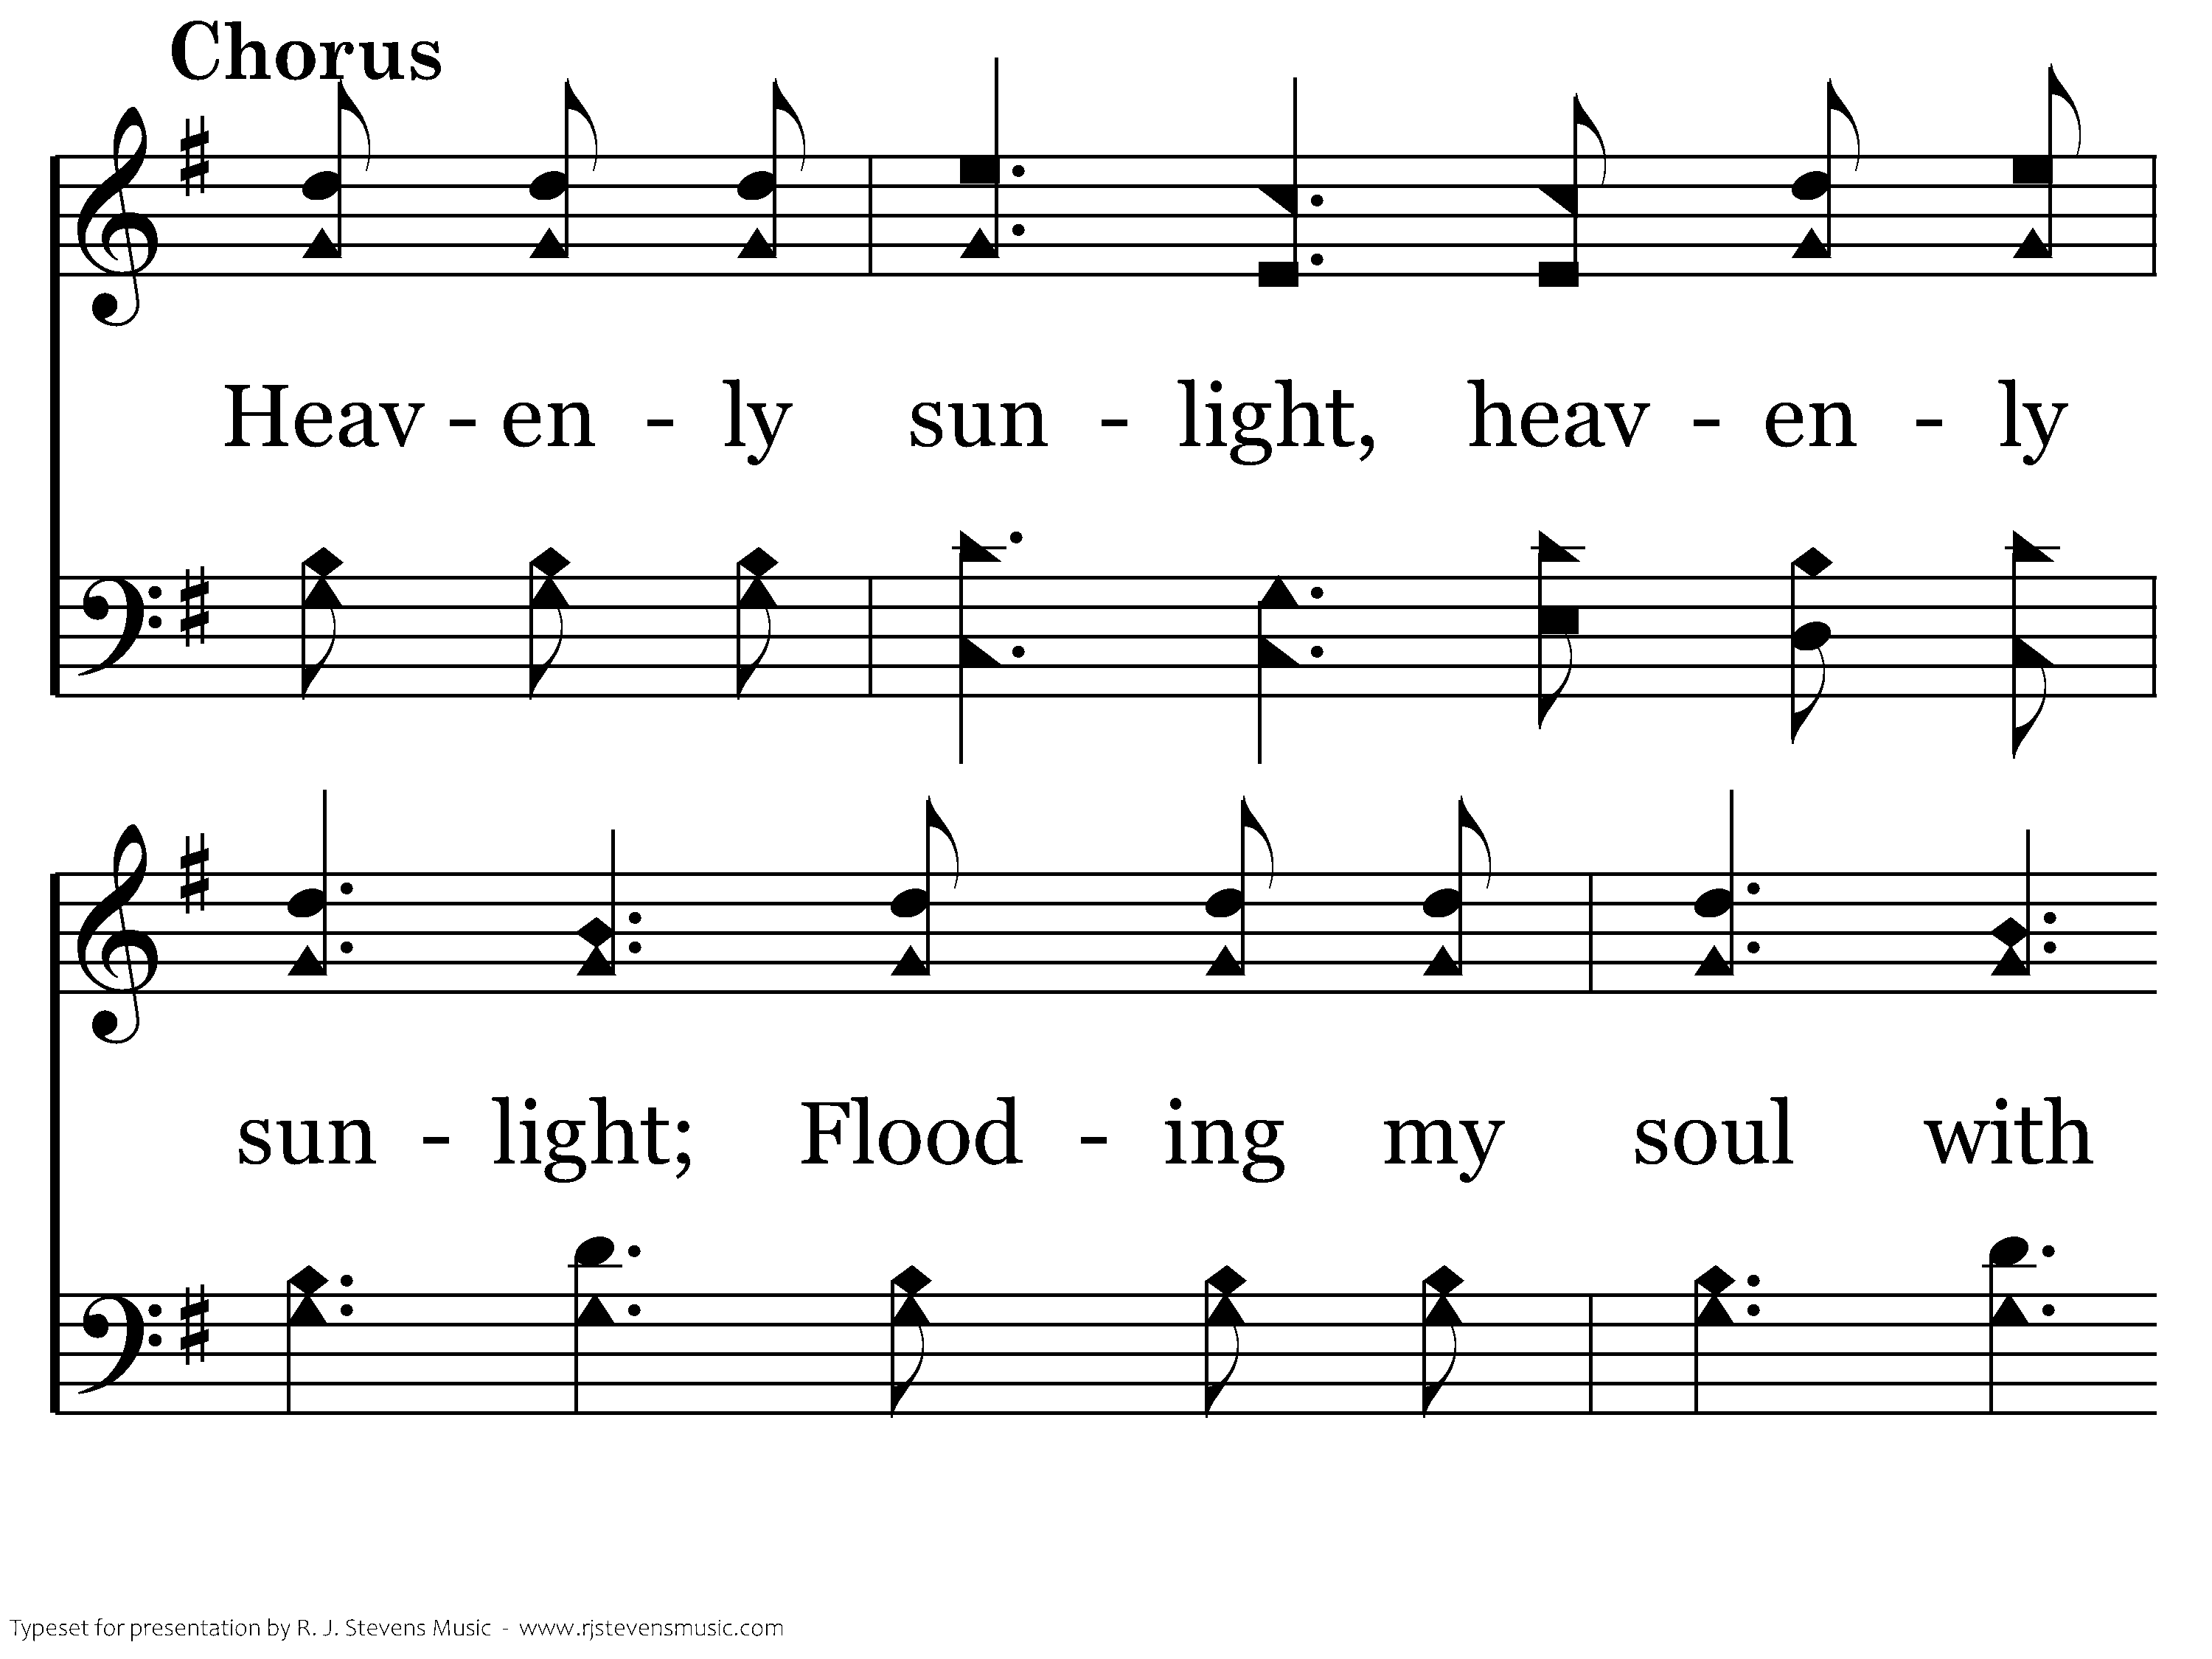 Chorus
Heav - en - ly sun - light, heav - en - ly
sun - light; Flood - ing my soul with
Typeset for presentation by R. J. Stevens Music - www.rjstevensmusic.com